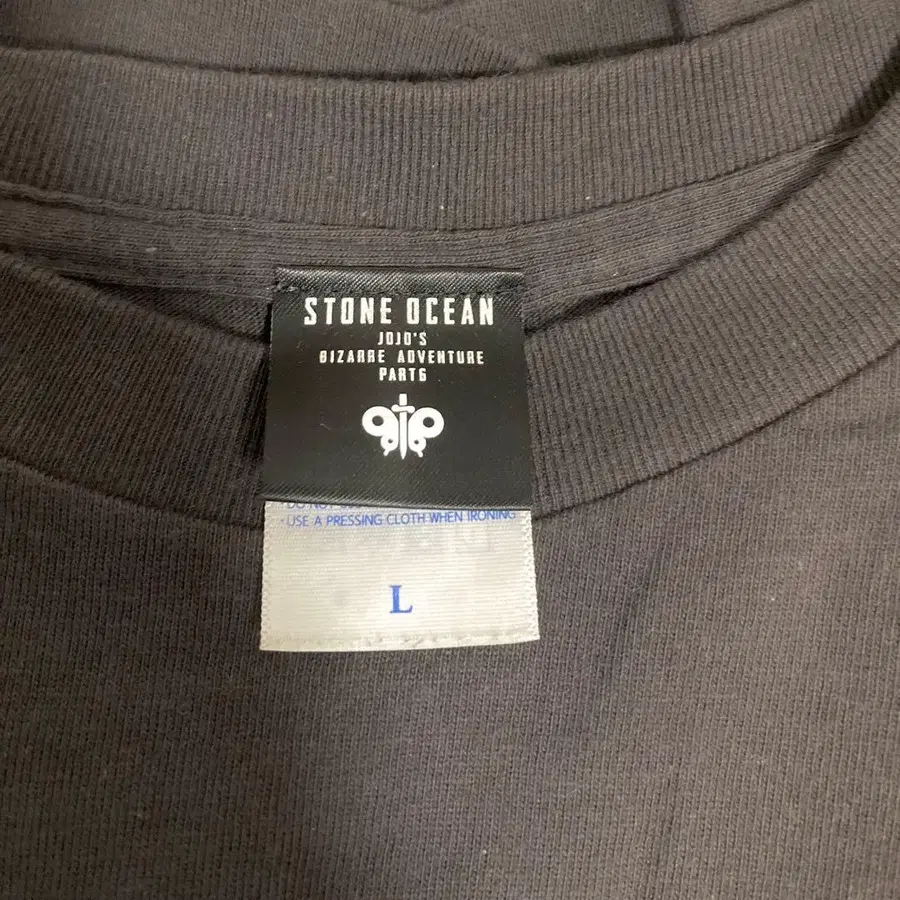 STONE OCEAN
JOJO'S
BIZARRE ADVENTURE
PART6
· USE A PRESSING CLOTH WHEN IRONING
L